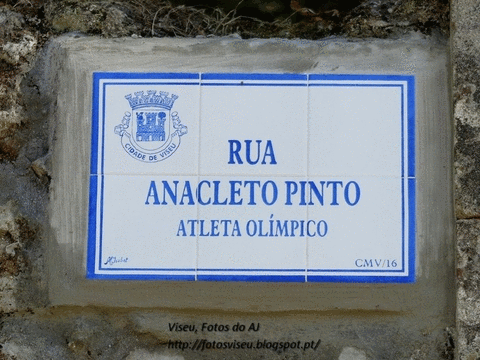 CIDADE DE VISEU
RUA
ANACLETO PINTO
ATLETA OLÍMPICO
CMV/16
Viseu, Fotos do AJ
http://fotosviseu.blogspot.pt/